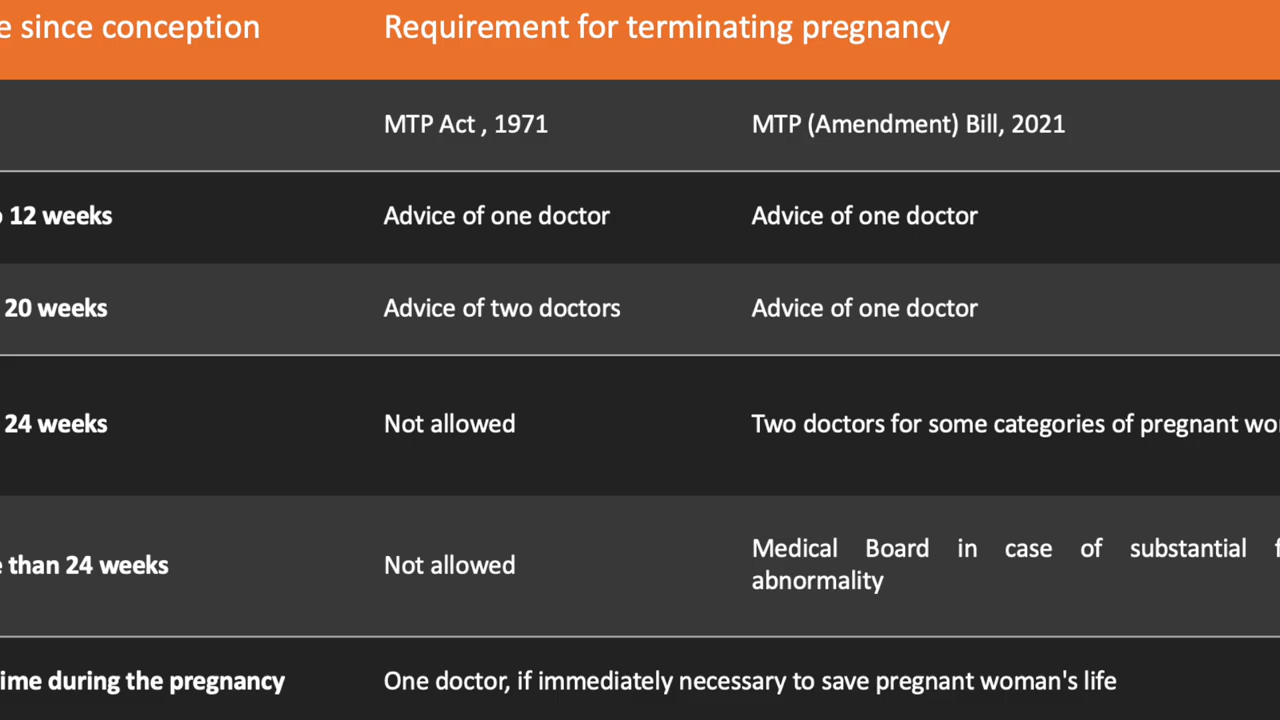 since conception Requirement for terminating pregnancy
MTP Act , 1971 MTP (Amendment) Bill, 2021
12 weeks Advice of one doctor Advice of one doctor
20 weeks Advice of two doctors Advice of one doctor
24 weeks Not allowed Two doctors for some categories of pregnant
than 24 weeks Not allowed Medical Board in case of substantial
abnormality
during the pregnancy One doctor, if immediately necessary to save pregnant woman's life